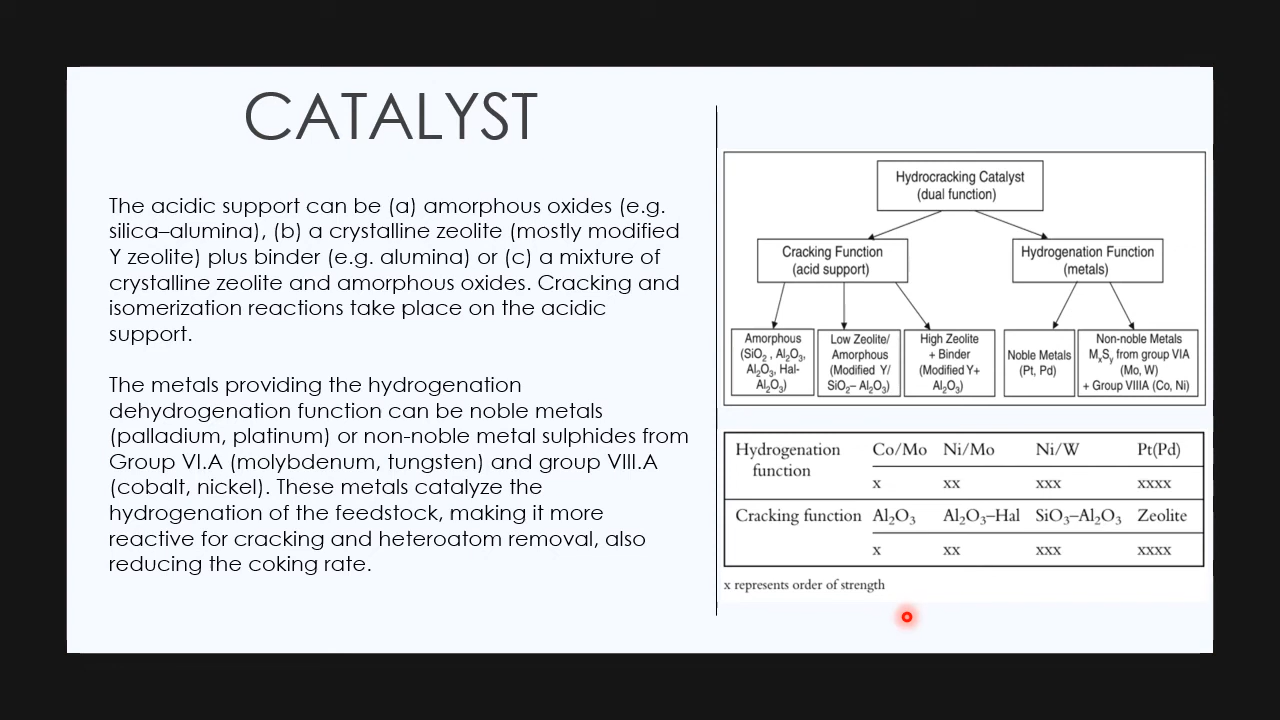 CATALYST
The acidic support can be (a) amorphous oxides (e.g.
silica–alumina), (b) a crystalline zeolite (mostly modified
Y zeolite) plus binder (e.g. alumina) or (c) a mixture of
crystalline zeolite and amorphous oxides. Cracking and
isomerization reactions take place on the acidic
support.
The metals providing the hydrogenation
dehydrogenation function can be noble metals
(palladium, platinum) or non-noble metal sulphides from
Group VI.A (molybdenum, tungsten) and group VIII.A
(cobalt, nickel). These metals catalyze the
hydrogenation of the feedstock, making it more
reactive for cracking and heteroatom removal, also
reducing the coking rate.
Hydrocracking Catalyst
(dual function)
Cracking Function
(acid support)
Hydrogenation Function
(metals)
Amorphous
(SiO₂ , Al₂O₃,
Al₂O₃, Hal-
Al₂O₃)
Low Zeolite/
Amorphous
(Modified Y/
SiO₂– Al₂O₃)
High Zeolite
+ Binder
(Modified Y+
Al₂O₃)
Noble Metals
(Pt, Pd)
Non-noble Metals
MₓSᵧ from group VIA
(Mo, W)
+ Group VIIIA (Co, Ni)
Hydrogenation Co/Mo Ni/Mo Ni/W Pt(Pd)
function
x xx xxx xxxx
Cracking function Al₂O₃ Al₂O₃–Hal SiO₃–Al₂O₃ Zeolite
x xx xxx xxxx
x represents order of strength